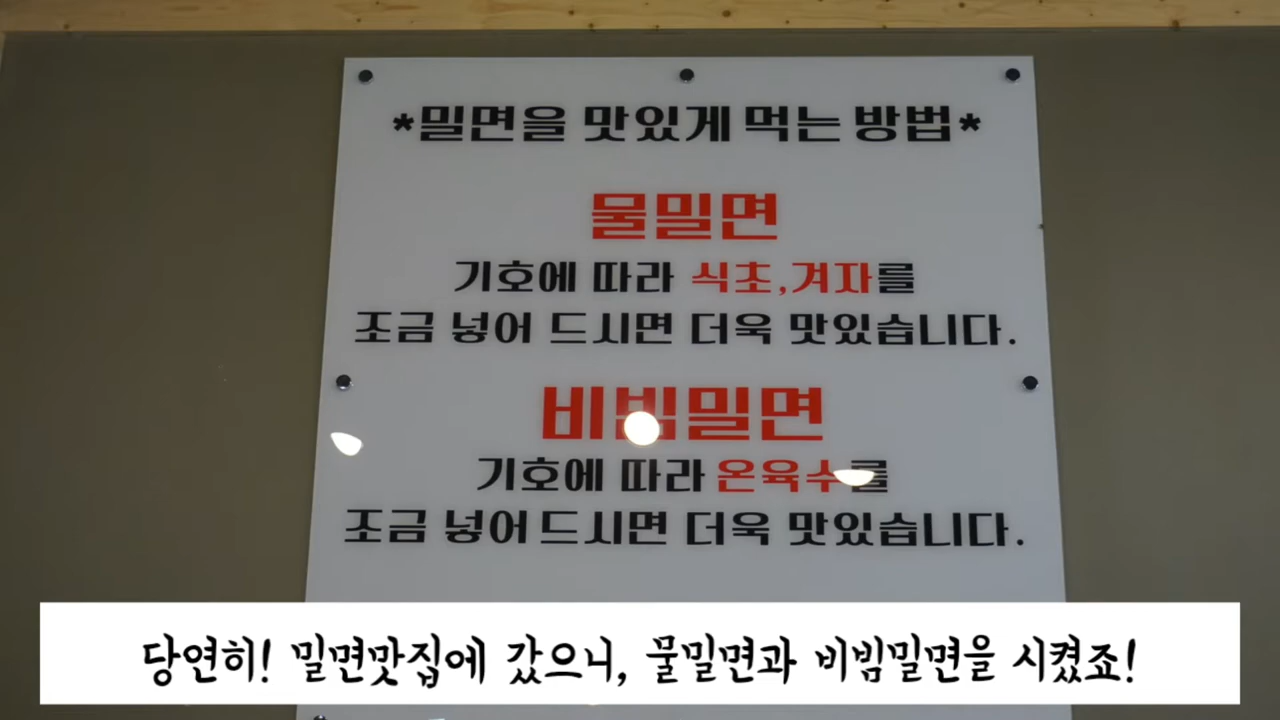 *밀면을 맛있게 먹는 방법*
물밀면
기호에 따라 식초,겨자를
조금 넣어 드시면 더욱 맛있습니다.
비빔밀면
기호에 따라 온육수를
조금 넣어 드시면 더욱 맛있습니다.
당연히! 밀면맛집에 갔으니, 물밀면과 비빔밀면을 시켰죠!